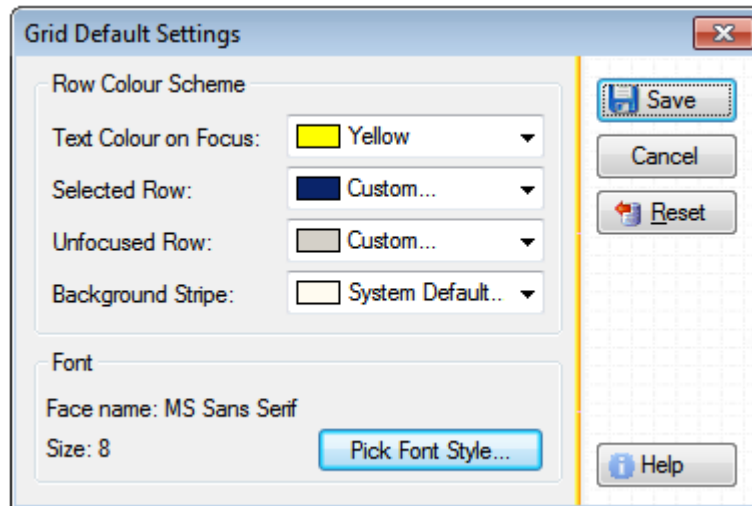 Grid Default Settings
Row Colour Scheme
Text Colour on Focus: Yellow
Selected Row: Custom...
Unfocused Row: Custom...
Background Stripe: System Default..
Font
Face name: MS Sans Serif
Size: 8
Pick Font Style...
Save
Cancel
Reset
Help